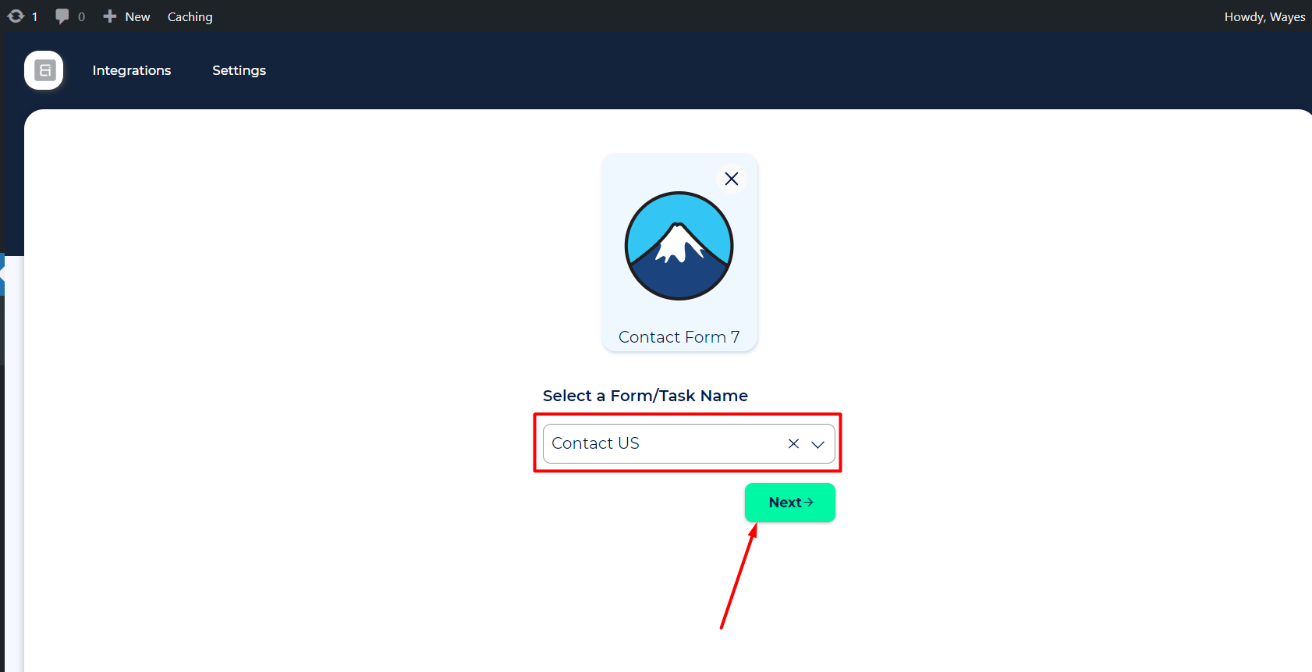 1 0 New Caching Howdy, Wayes
Integrations Settings
Contact Form 7
Select a Form/Task Name
Contact US
Next→